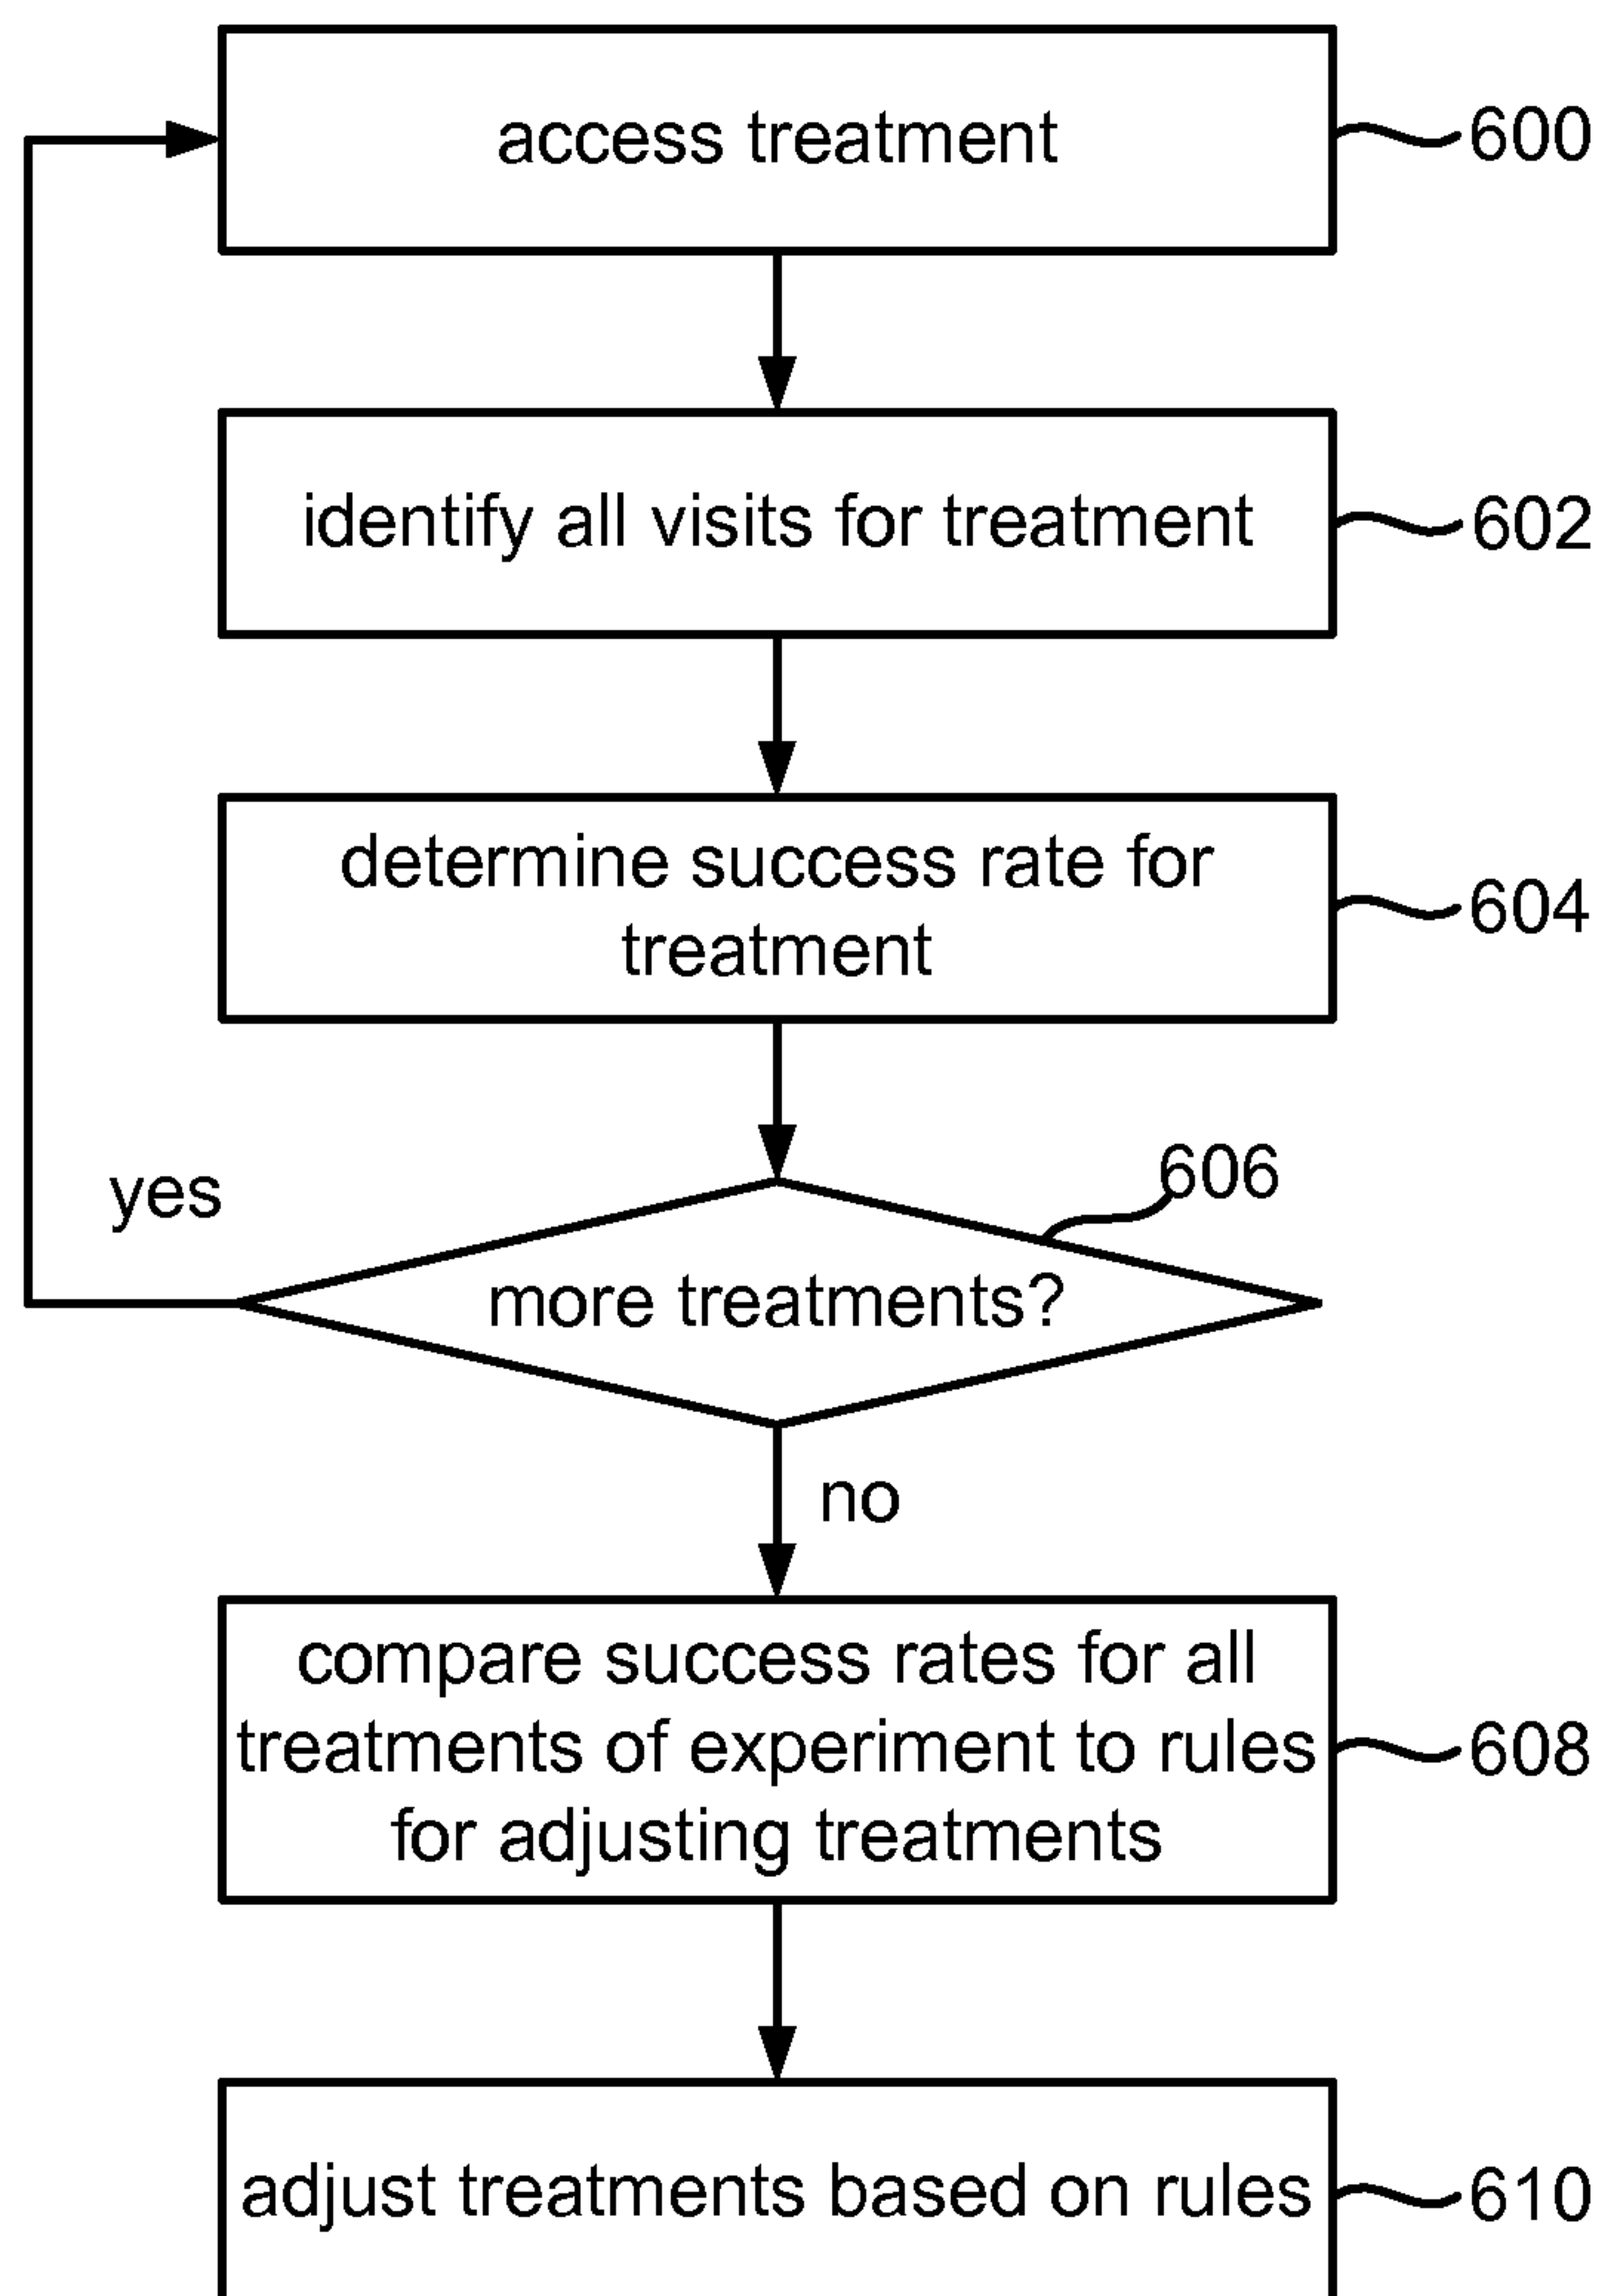 access treatment
600
identify all visits for treatment
602
determine success rate for
treatment
604
606
yes
more treatments?
no
compare success rates for all
treatments of experiment to rules
for adjusting treatments
608
adjust treatments based on rules
610